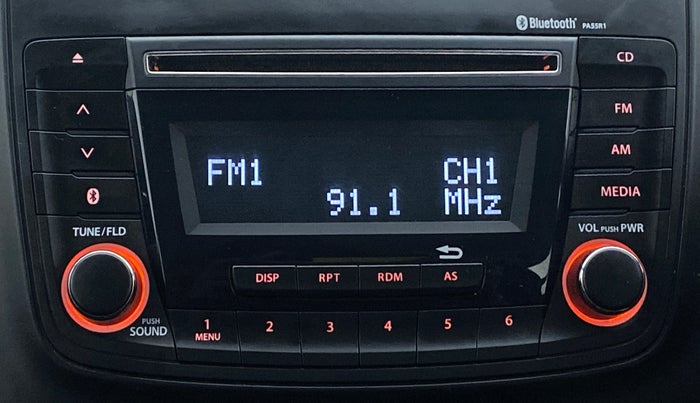 Bluetooth PA5SR1
CD
FM
AM
MEDIA
FM1 CH1
91.1 MHz
TUNE/FLD
VOL PUSH PWR
DISP RPT RDM AS
PUSH
SOUND
1 2 3 4 5 6
MENU